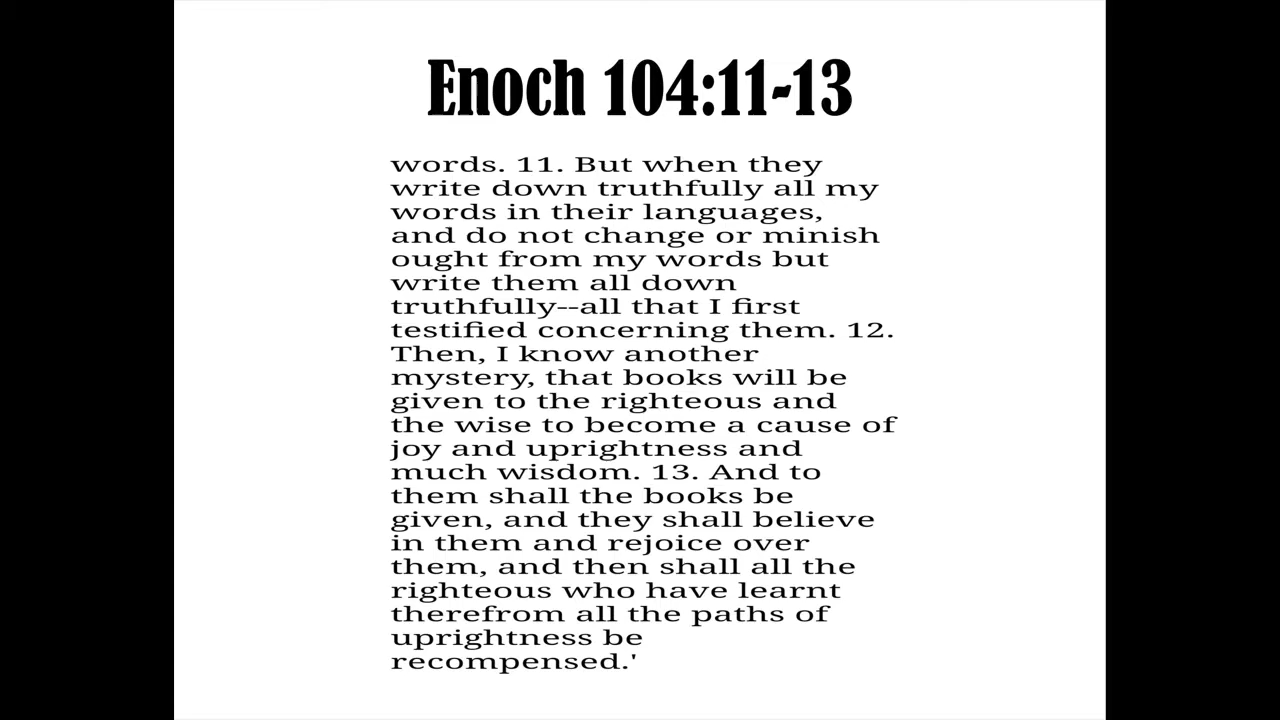 Enoch 104:11-13
words. 11. But when they
write down truthfully all my
words in their languages,
and do not change or minish
ought from my words but
write them all down
truthfully--all that I first
testified concerning them. 12.
Then, I know another
mystery, that books will be
given to the righteous and
the wise to become a cause of
joy and uprightness and
much wisdom. 13. And to
them shall the books be
given, and they shall believe
in them and rejoice over
them, and then shall all the
righteous who have learnt
therefrom all the paths of
uprightness be
recompensed.'